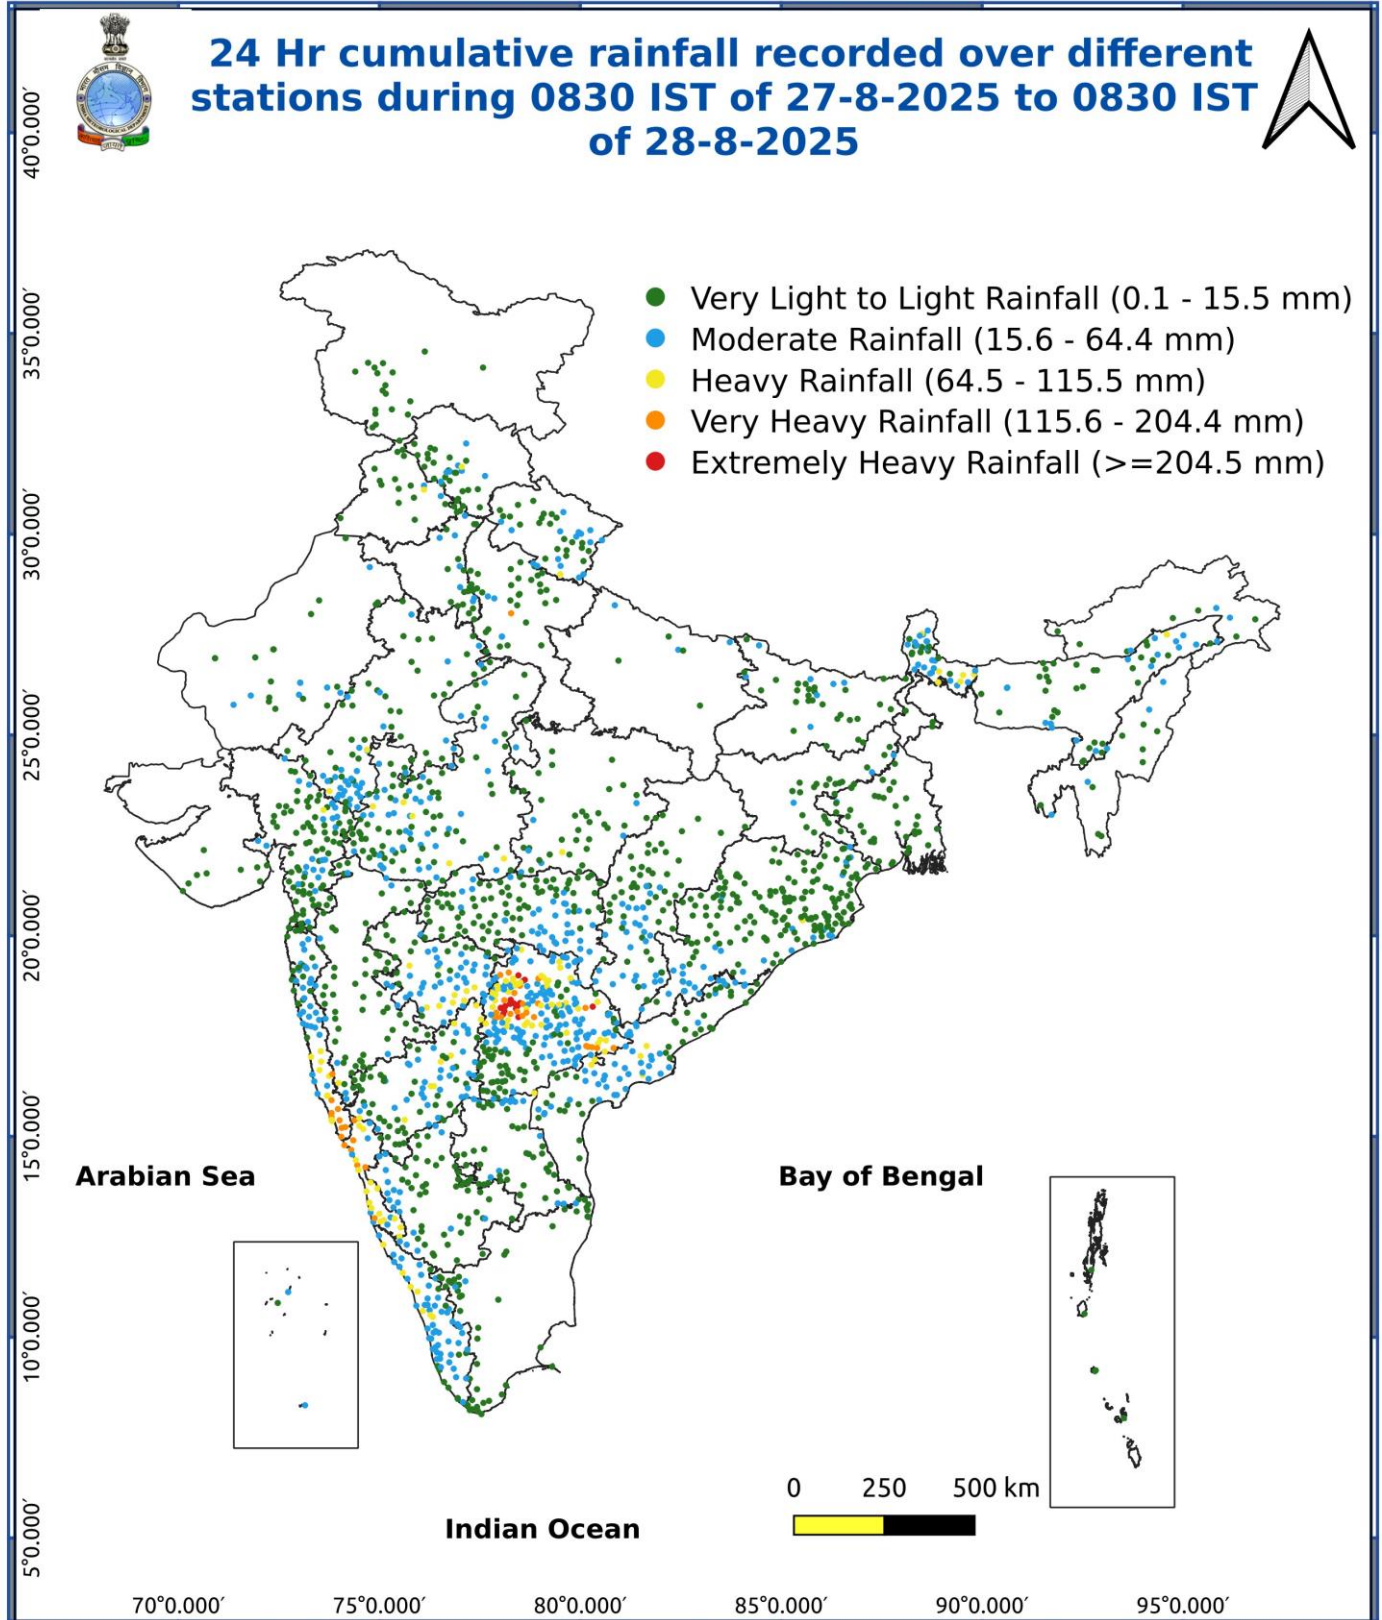 24 Hr cumulative rainfall recorded over different
stations during 0830 IST of 27-8-2025 to 0830 IST
of 28-8-2025
Very Light to Light Rainfall (0.1 - 15.5 mm)
Moderate Rainfall (15.6 - 64.4 mm)
Heavy Rainfall (64.5 - 115.5 mm)
Very Heavy Rainfall (115.6 - 204.4 mm)
Extremely Heavy Rainfall (>=204.5 mm)
40°0.000′
35°0.000′
30°0.000′
25°0.000′
20°0.000′
15°0.000′
10°0.000′
5°0.000′
Arabian Sea
Bay of Bengal
Indian Ocean
0 250 500 km
70°0.000′ 75°0.000′ 80°0.000′ 85°0.000′ 90°0.000′ 95°0.000′